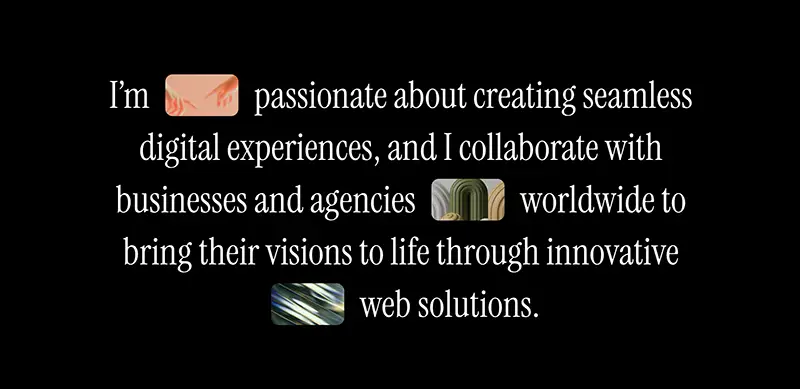 I’m passionate about creating seamless
digital experiences, and I collaborate with
businesses and agencies worldwide to
bring their visions to life through innovative
web solutions.